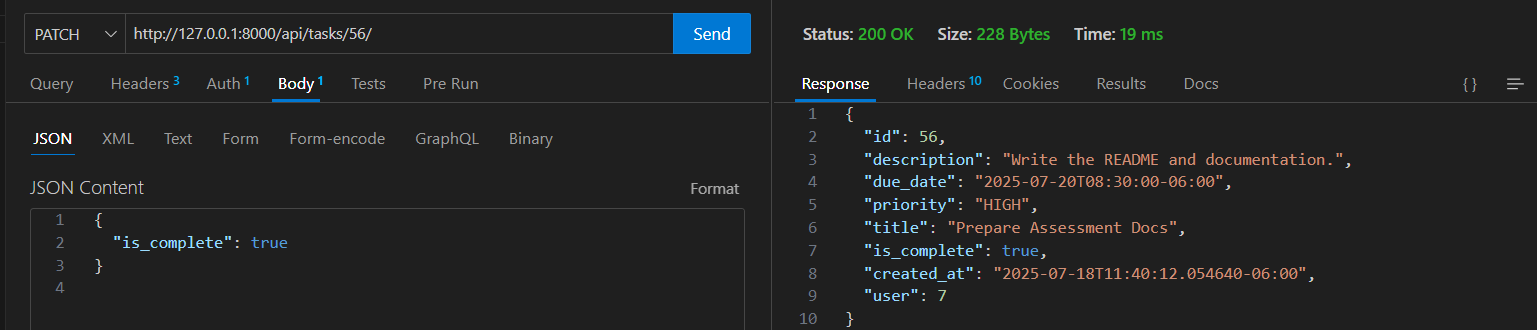 PATCH http://127.0.0.1:8000/api/tasks/56/ Send
Query Headers 3 Auth 1 Body 1 Tests Pre Run
JSON XML Text Form Form-encode GraphQL Binary
JSON Content Format
1 {
2 "is_complete": true
3 }
4
Status: 200 OK Size: 228 Bytes Time: 19 ms
Response Headers 10 Cookies Results Docs { }
1 {
2 "id": 56,
3 "description": "Write the README and documentation.",
4 "due_date": "2025-07-20T08:30:00-06:00",
5 "priority": "HIGH",
6 "title": "Prepare Assessment Docs",
7 "is_complete": true,
8 "created_at": "2025-07-18T11:40:12.054640-06:00",
9 "user": 7
10 }